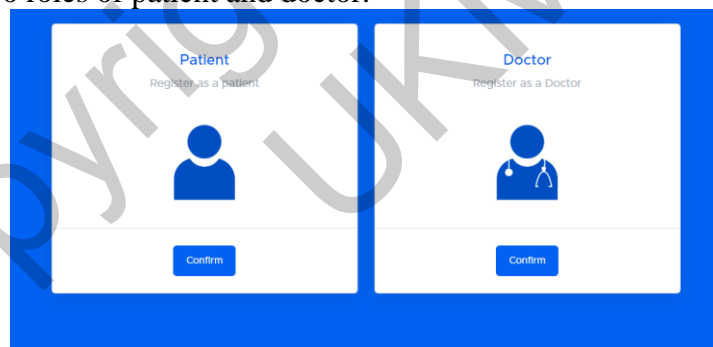 o roles of patient and doctor.
Patient
Register as a patient
Confirm
Doctor
Register as a Doctor
Confirm